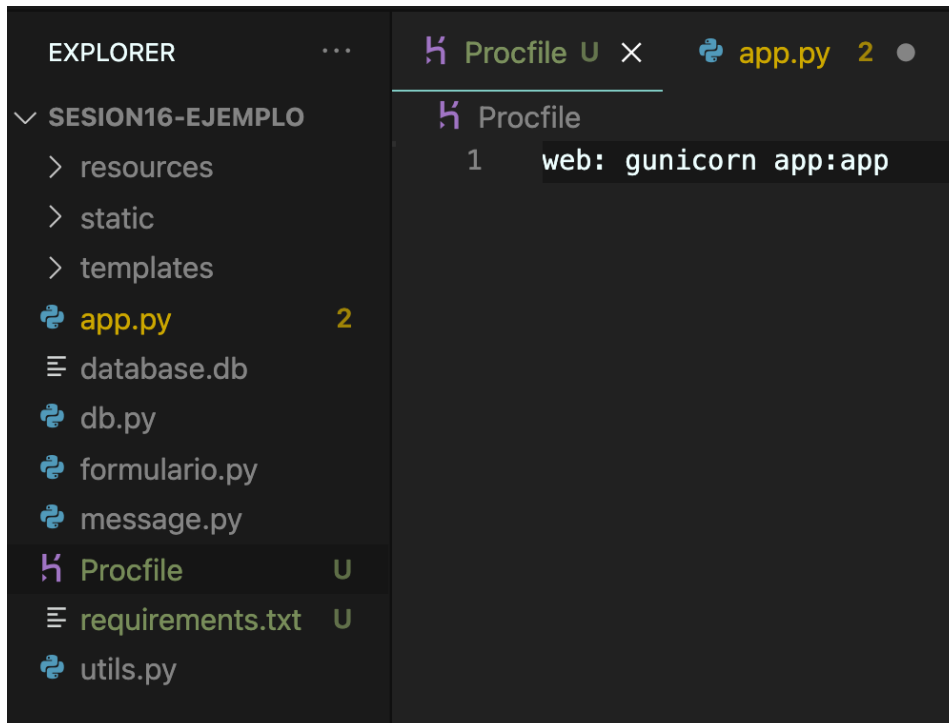 EXPLORER ...
Procfile U
app.py 2
SESION16-EJEMPLO
Procfile
resources
1 web: gunicorn app:app
static
templates
app.py 2
database.db
db.py
formulario.py
message.py
Procfile U
requirements.txt U
utils.py